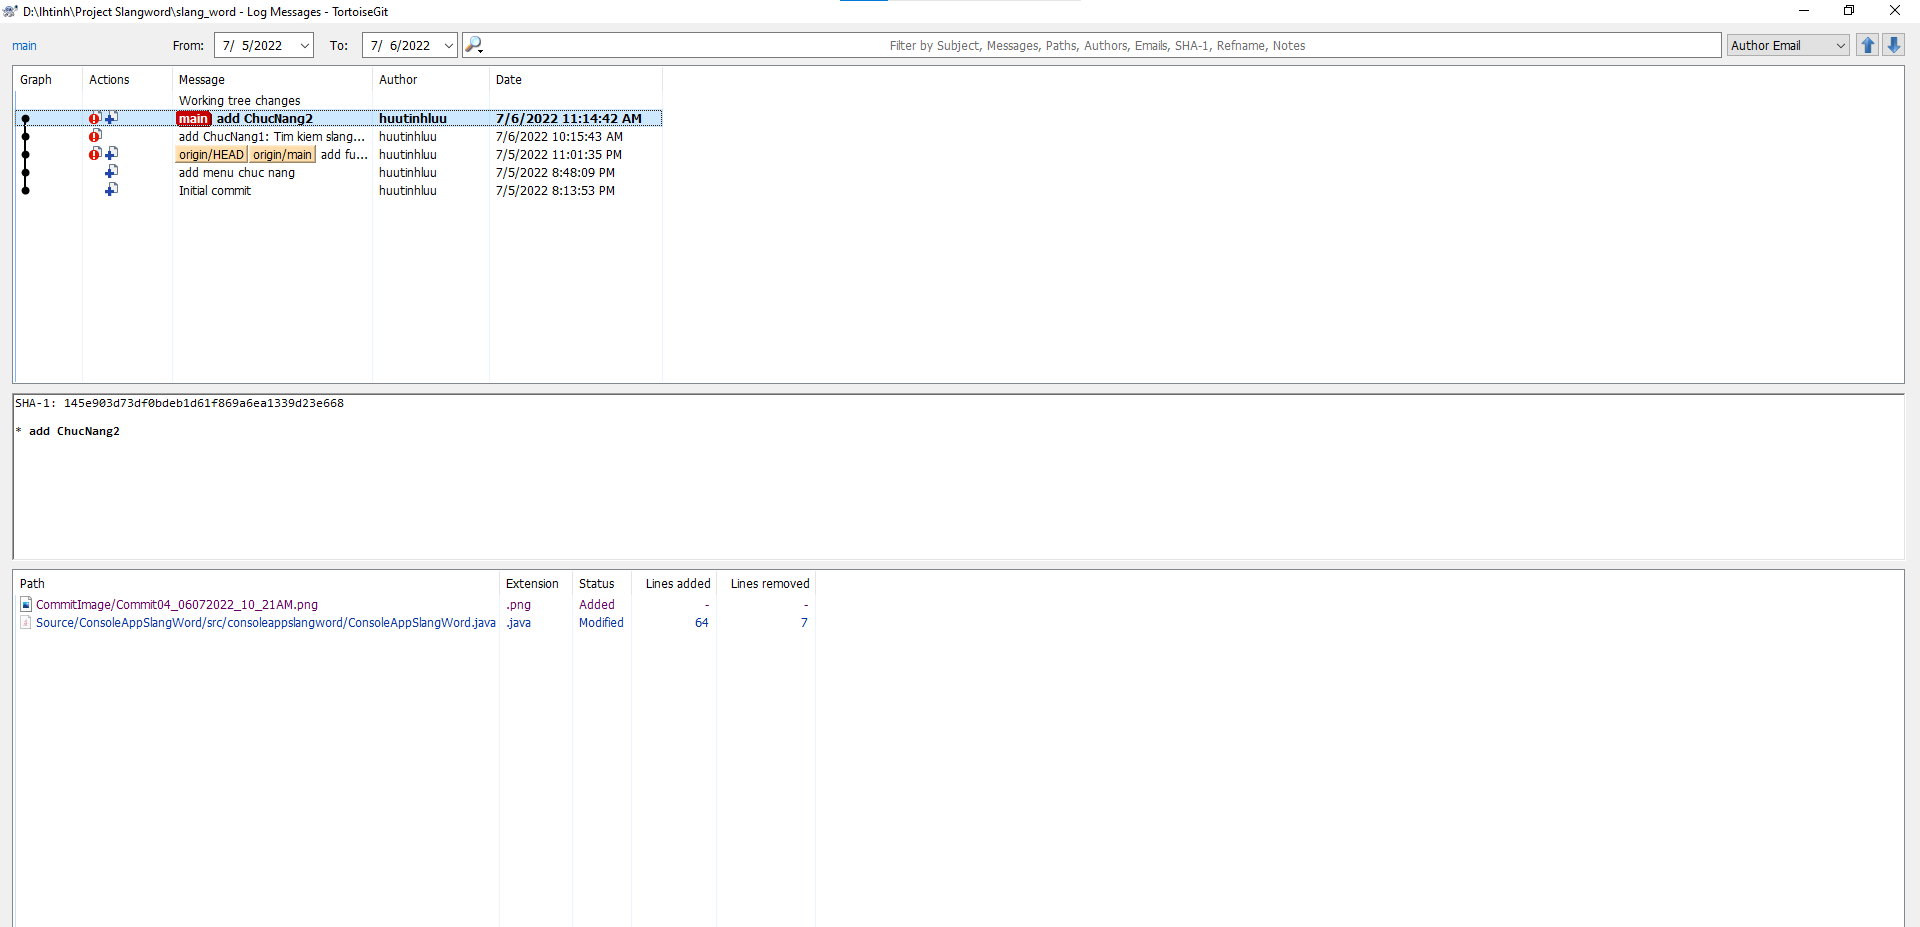 D:\lhtinh\Project Slangword\slang_word - Log Messages - TortoiseGit
main From: 7/ 5/2022 To: 7/ 6/2022 Filter by Subject, Messages, Paths, Authors, Emails, SHA-1, Refname, Notes Author Email
Graph Actions Message Author Date
Working tree changes
main add ChucNang2 huutinhluu 7/6/2022 11:14:42 AM
add ChucNang1: Tim kiem slang... huutinhluu 7/6/2022 10:15:43 AM
origin/HEAD origin/main add fu... huutinhluu 7/5/2022 11:01:35 PM
add menu chuc nang huutinhluu 7/5/2022 8:48:09 PM
Initial commit huutinhluu 7/5/2022 8:13:53 PM
SHA-1: 145e903d73df0bdeb1d61f869a6ea1339d23e668
* add ChucNang2
Path Extension Status Lines added Lines removed
CommitImage/Commit04_06072022_10_21AM.png .png Added - -
Source/ConsoleAppSlangWord/src/consoleappslangword/ConsoleAppSlangWord.java .java Modified 64 7